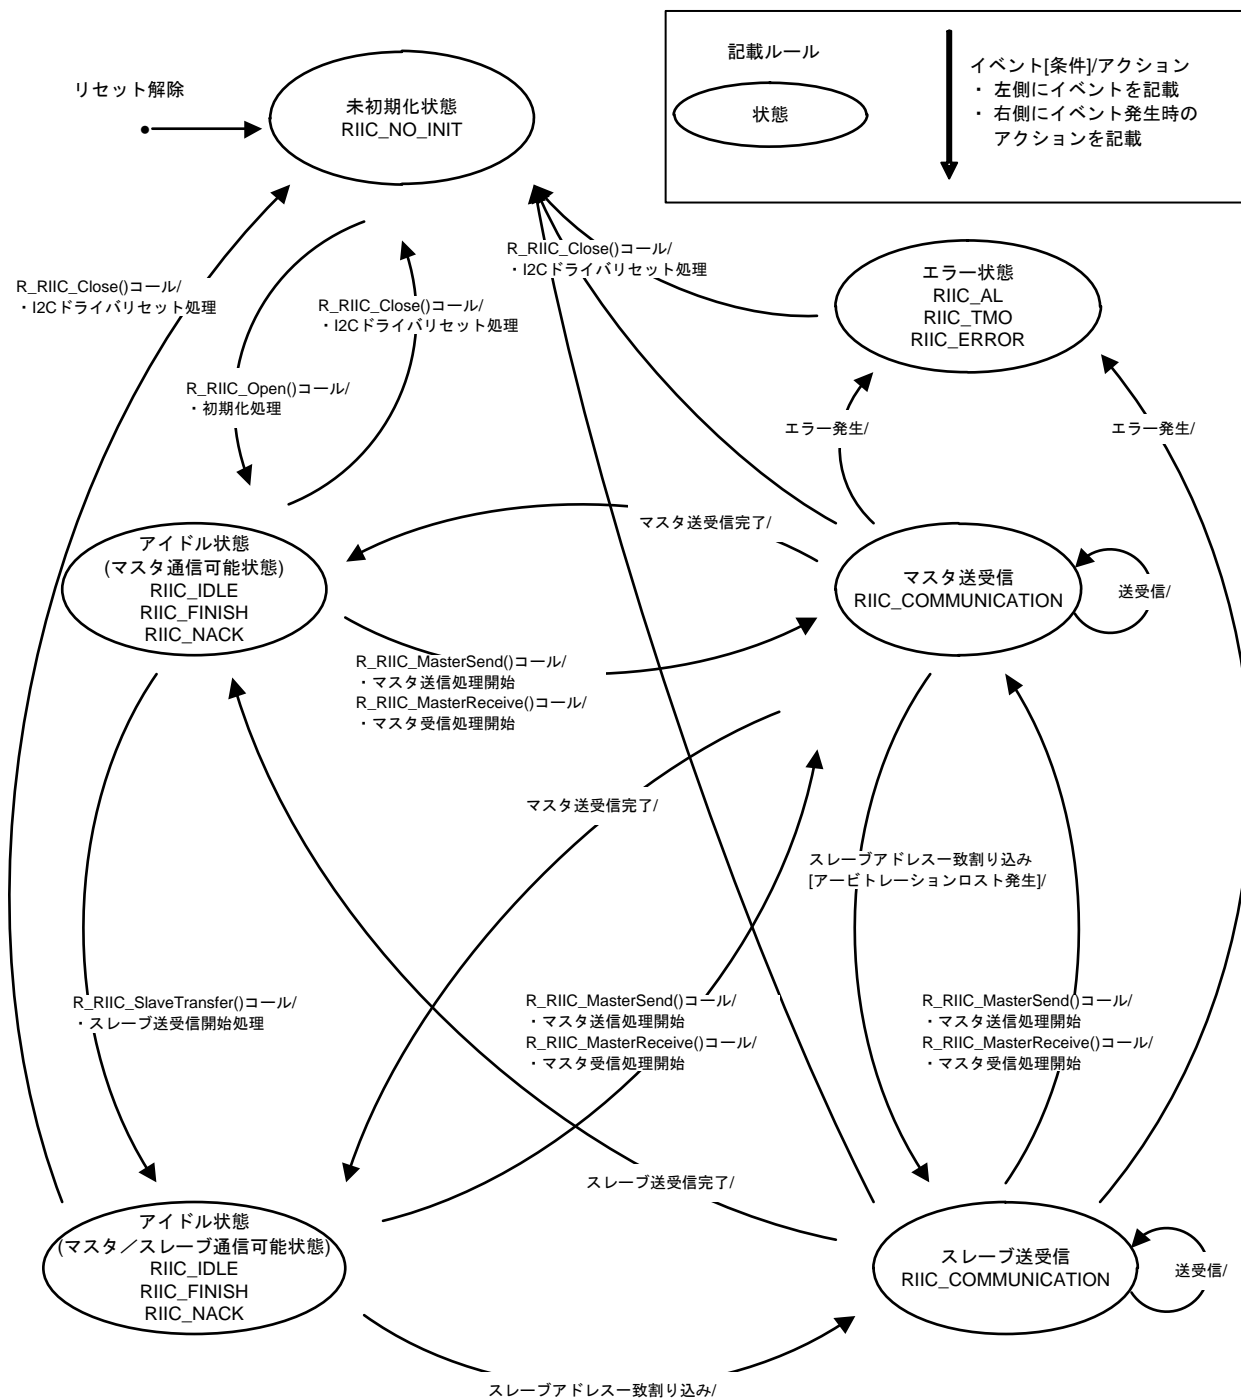 記載ルール
状態
イベント[条件]/アクション
・ 左側にイベントを記載
・ 右側にイベント発生時の
アクションを記載
リセット解除
未初期化状態
RIIC_NO_INIT
R_RIIC_Close()コール/
・I2Cドライバリセット処理
R_RIIC_Close()コール/
・I2Cドライバリセット処理
R_RIIC_Close()コール/
・I2Cドライバリセット処理
エラー状態
RIIC_AL
RIIC_TMO
RIIC_ERROR
R_RIIC_Open()コール/
・初期化処理
エラー発生/
エラー発生/
マスタ送受信完了/
アイドル状態
(マスタ通信可能状態)
RIIC_IDLE
RIIC_FINISH
RIIC_NACK
マスタ送受信
RIIC_COMMUNICATION
送受信/
R_RIIC_MasterSend()コール/
・マスタ送信処理開始
R_RIIC_MasterReceive()コール/
・マスタ受信処理開始
マスタ送受信完了/
スレーブアドレス一致割り込み
[アービトレーションロスト発生]/
R_RIIC_SlaveTransfer()コール/
・スレーブ送受信開始処理
R_RIIC_MasterSend()コール/
・マスタ送信処理開始
R_RIIC_MasterReceive()コール/
・マスタ受信処理開始
R_RIIC_MasterSend()コール/
・マスタ送信処理開始
R_RIIC_MasterReceive()コール/
・マスタ受信処理開始
スレーブ送受信完了/
アイドル状態
(マスタ／スレーブ通信可能状態)
RIIC_IDLE
RIIC_FINISH
RIIC_NACK
スレーブ送受信
RIIC_COMMUNICATION
送受信/
スレーブアドレス一致割り込み/